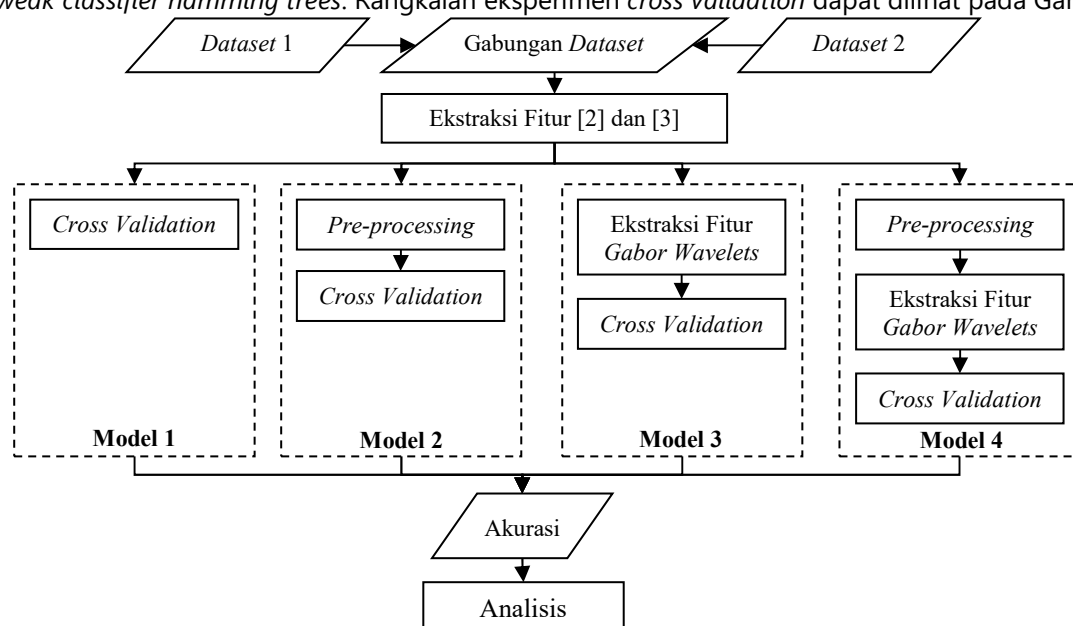 weak classifier hamming trees. Rangkaian eksperimen cross validation dapat dilihat pada Ga
Dataset 1
Gabungan Dataset
Dataset 2
Ekstraksi Fitur [2] dan [3]
Cross Validation
Model 1
Pre-processing
Cross Validation
Model 2
Ekstraksi Fitur
Gabor Wavelets
Cross Validation
Model 3
Pre-processing
Ekstraksi Fitur
Gabor Wavelets
Cross Validation
Model 4
Akurasi
Analisis